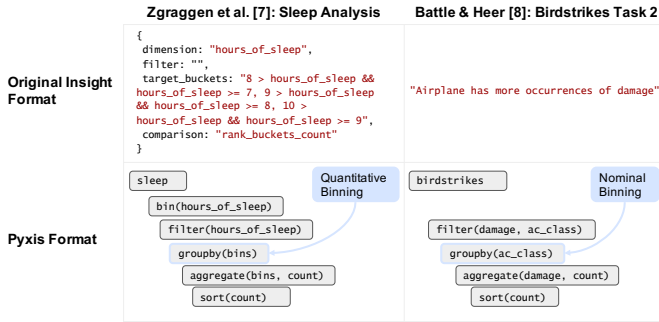 Zgraggen et al. [7]: Sleep Analysis
Battle & Heer [8]: Birdstrikes Task 2
Original Insight
Format
{
dimension: "hours_of_sleep",
filter: "",
target_buckets: "8 > hours_of_sleep &&
hours_of_sleep >= 7, 9 > hours_of_sleep
&& hours_of_sleep >= 8, 10 >
hours_of_sleep && hours_of_sleep >= 9",
comparison: "rank_buckets_count"
}
"Airplane has more occurrences of damage"
Pyxis Format
sleep
Quantitative
Binning
bin(hours_of_sleep)
filter(hours_of_sleep)
groupby(bins)
aggregate(bins, count)
sort(count)
birdstrikes
Nominal
Binning
filter(damage, ac_class)
groupby(ac_class)
aggregate(damage, count)
sort(count)